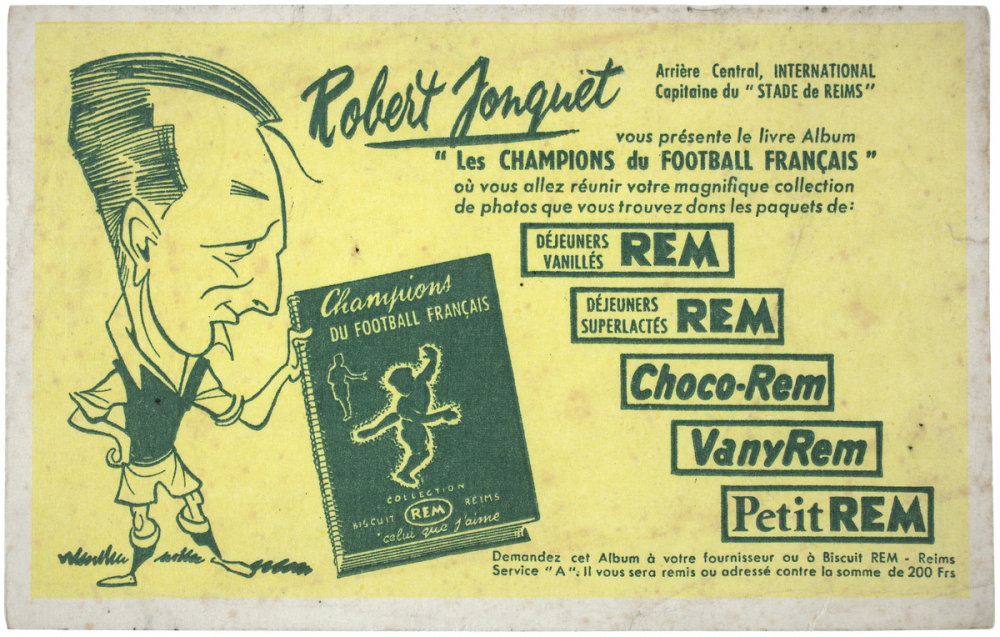 Robert Jonquet
Arrière Central, INTERNATIONAL
Capitaine du "STADE de REIMS"
vous présente le livre Album
"Les CHAMPIONS du FOOTBALL FRANÇAIS"
où vous allez réunir votre magnifique collection
de photos que vous trouvez dans les paquets de:
DÉJEUNERS
VANILLÉS
REM
DÉJEUNERS
SUPERLACTÉS
REM
Choco-Rem
VanyRem
Petit REM
Champions
DU FOOTBALL FRANÇAIS
COLLECTION
BISCUIT REM REIMS
"celui que j'aime"
Demandez cet Album à votre fournisseur ou à Biscuit REM - Reims
Service "A". Il vous sera remis ou adressé contre la somme de 200 Frs